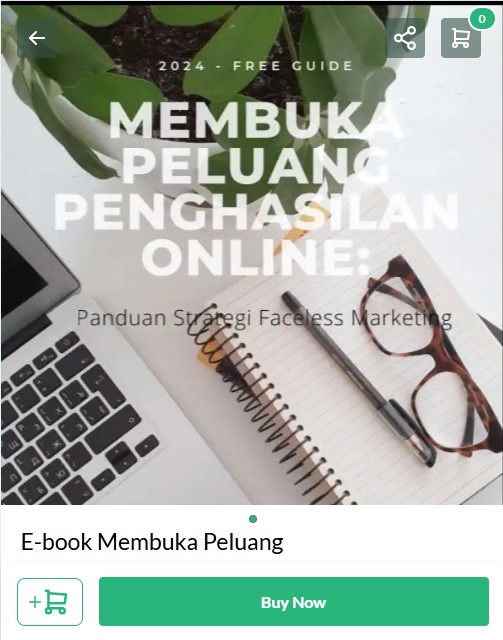 0
2024 - FREE GUIDE
MEMBUKA
PELUANG
PENGHASILAN
ONLINE:
Panduan Strategi Faceless Marketing
E-book Membuka Peluang
Buy Now